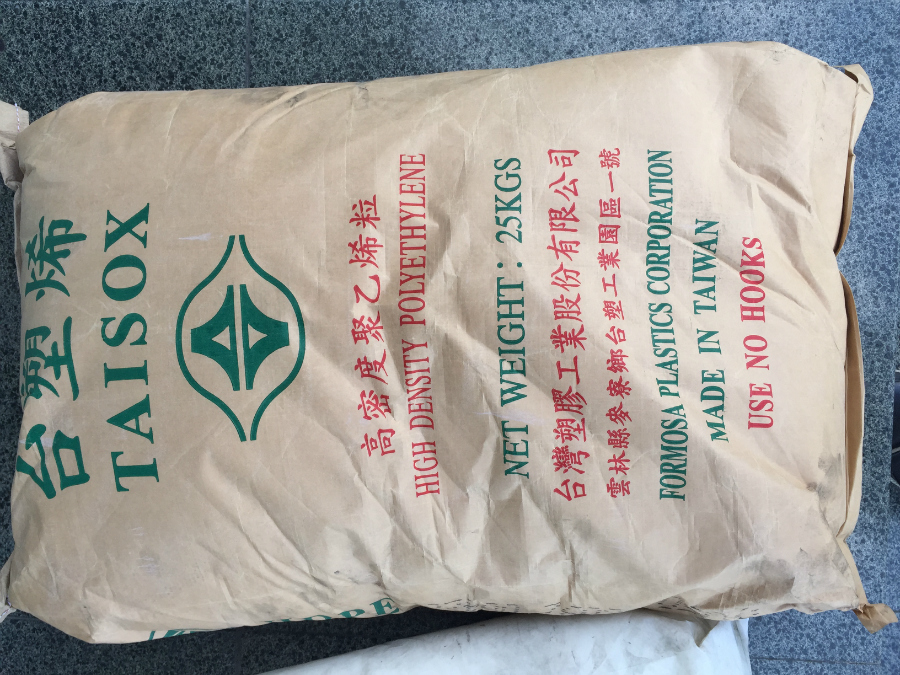 台塑烯
TAISOX
高密度聚乙烯粒
HIGH DENSITY POLYETHYLENE
NET WEIGHT: 25KGS
台灣塑膠工業股份有限公司
雲林縣麥寮鄉台塑工業園區一號
FORMOSA PLASTICS CORPORATION
MADE IN TAIWAN
USE NO HOOKS
HDPE